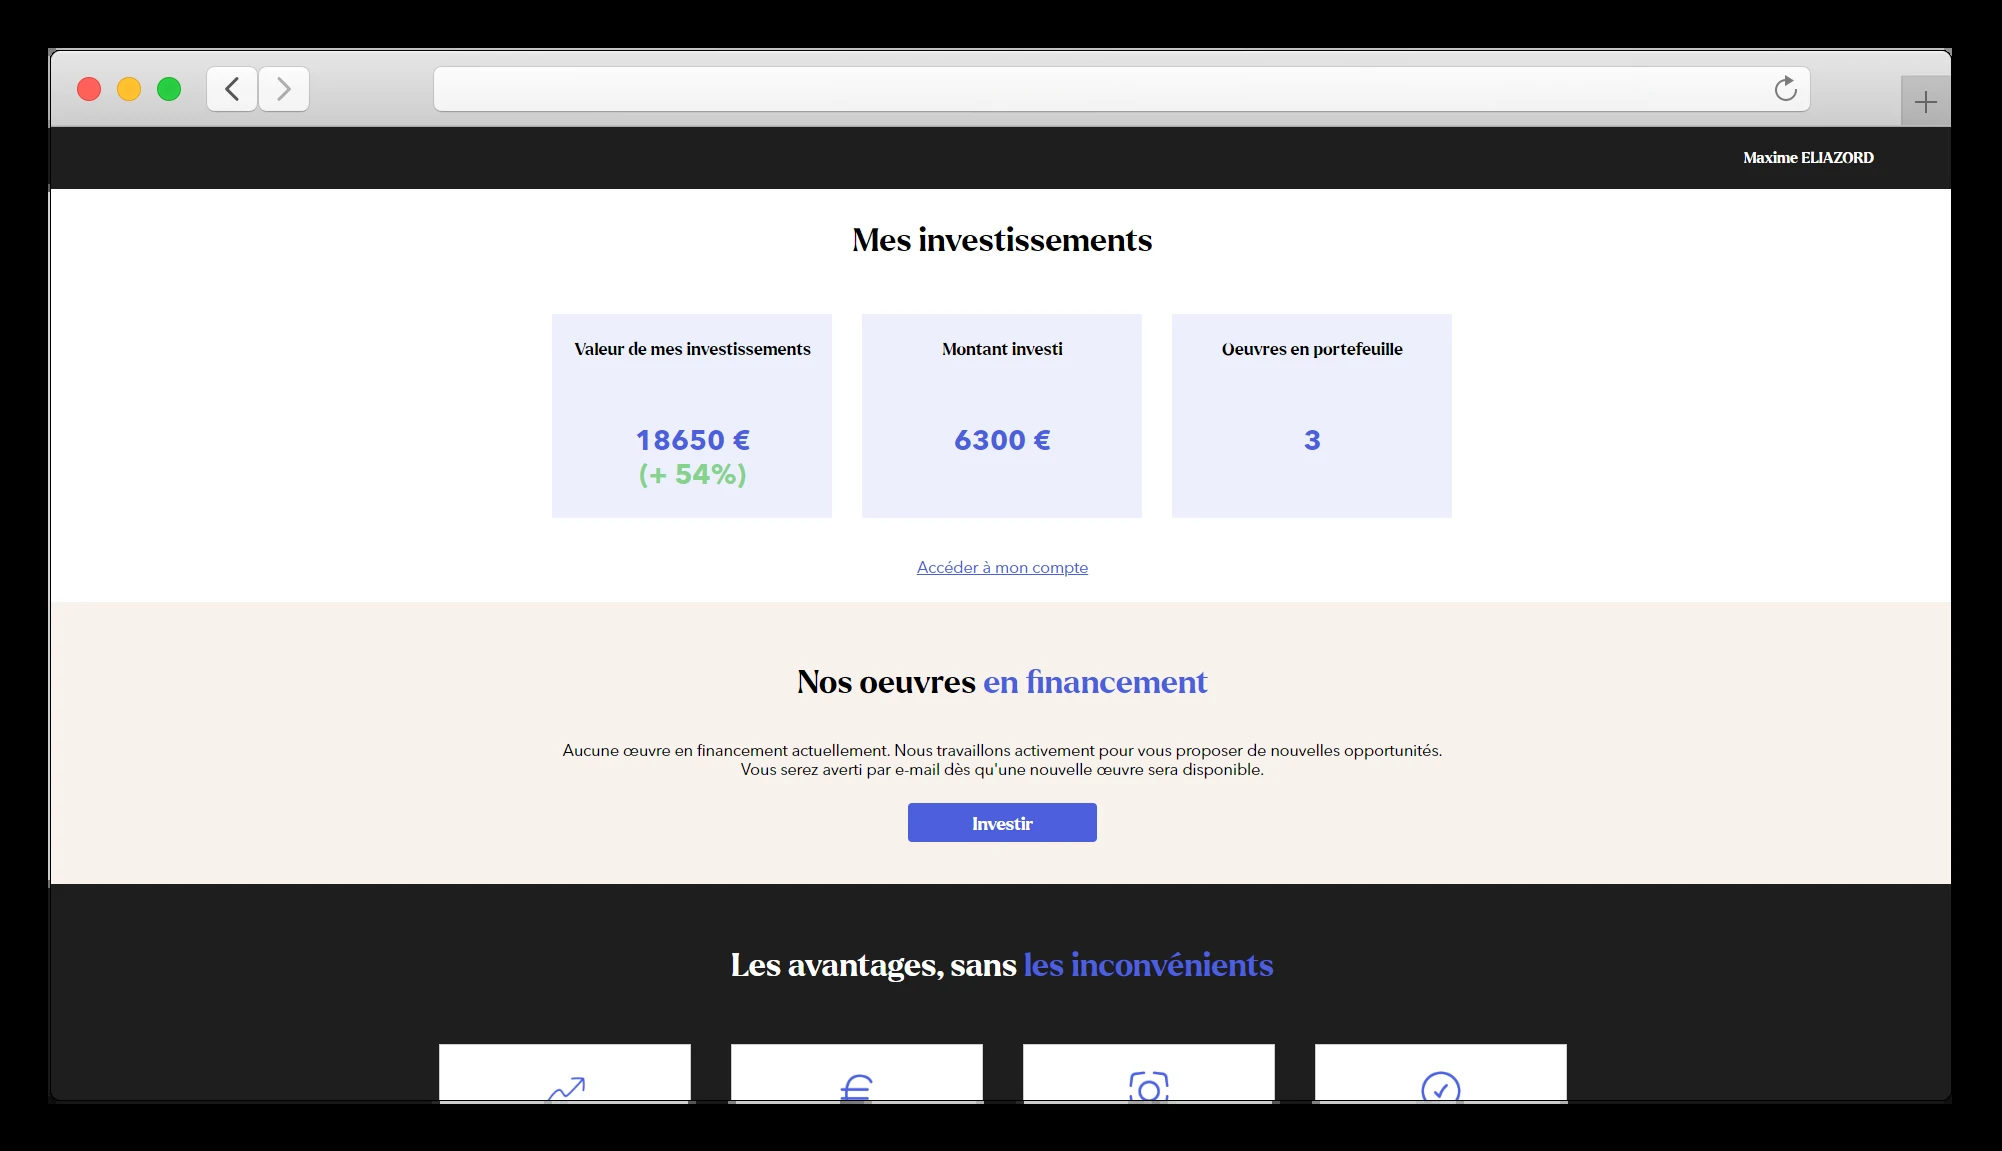 Maxime ELIAZORD
Mes investissements
Valeur de mes investissements
18650 €
(+ 54%)
Montant investi
6300 €
Oeuvres en portefeuille
3
Accéder à mon compte
Nos oeuvres en financement
Aucune œuvre en financement actuellement. Nous travaillons activement pour vous proposer de nouvelles opportunités.
Vous serez averti par e-mail dès qu'une nouvelle œuvre sera disponible.
Investir
Les avantages, sans les inconvénients